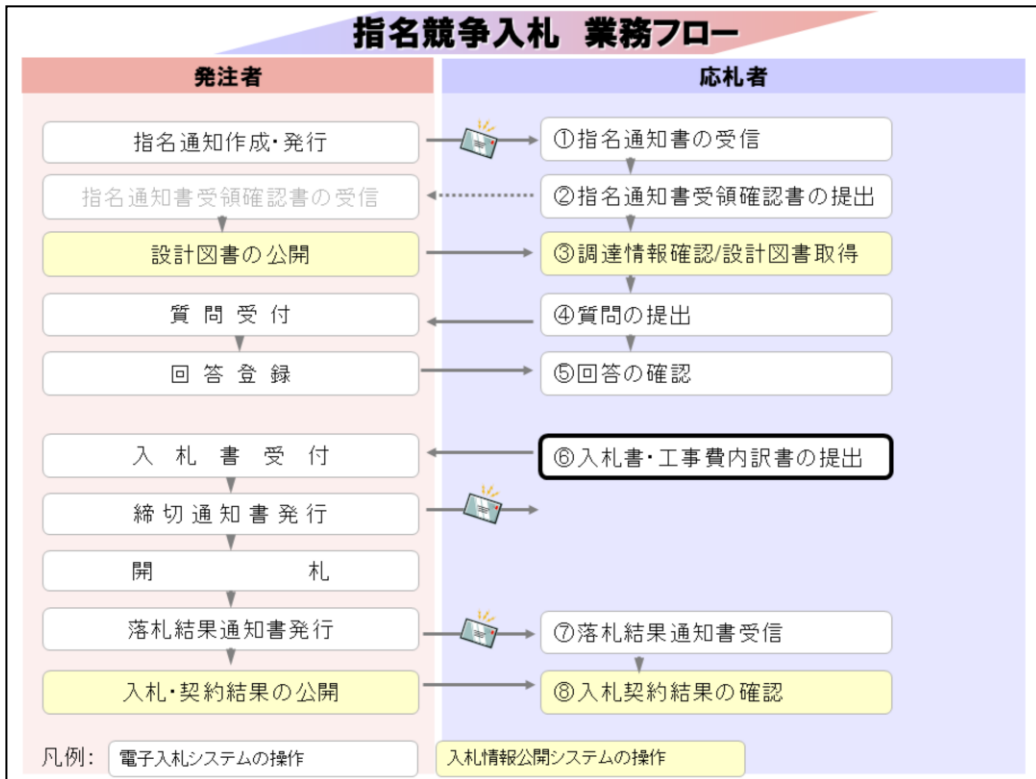 指名競争入札 業務フロー
発注者
応札者
指名通知作成・発行
①指名通知書の受信
指名通知書受領確認書の受信
②指名通知書受領確認書の提出
設計図書の公開
③調達情報確認/設計図書取得
質問受付
④質問の提出
回答登録
⑤回答の確認
入札書受付
⑥入札書・工事費内訳書の提出
締切通知書発行
開札
落札結果通知書発行
⑦落札結果通知書受信
入札・契約結果の公開
⑧入札契約結果の確認
凡例: 電子入札システムの操作 入札情報公開システムの操作